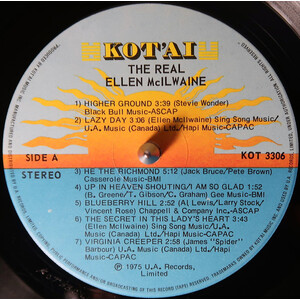 KOT'AI
THE REAL
ELLEN McILWAINE
1 HIGHER GROUND 3:39 (Stevie Wonder)
Black Bull Music-ASCAP
2 LAZY DAY 3:06 (Ellen McIlwaine) Sing Song Music/
U.A. Music (Canada) Ltd./Hapi Music-CAPAC
SIDE A
KOT 3306
STEREO
3 HE THE RICHMOND 5:12 (Jack Bruce/Pete Brown)
Casserole Music-BMI
4 UP IN HEAVEN SHOUTING/I AM SO GLAD 1:52
(B. Greene/T. Gibson/C. Graham) Gee Music-BMI
5 BLUEBERRY HILL 2:52 (Al Lewis/Larry Stock/
Vincent Rose) Chappell & Company Inc.-ASCAP
6 THE SECRET IN THIS LADY'S HEART 3:43
(Ellen McIlwaine) Sing Song Music/U.A.
Music (Canada) Ltd./Hapi Music-CAPAC
7 VIRGINIA CREEPER 2:58 (James "Spider"
Barbour) U.A. Music (Canada) Ltd./Hapi
Music-CAPAC
℗ 1975 U.A. Records,
Limited